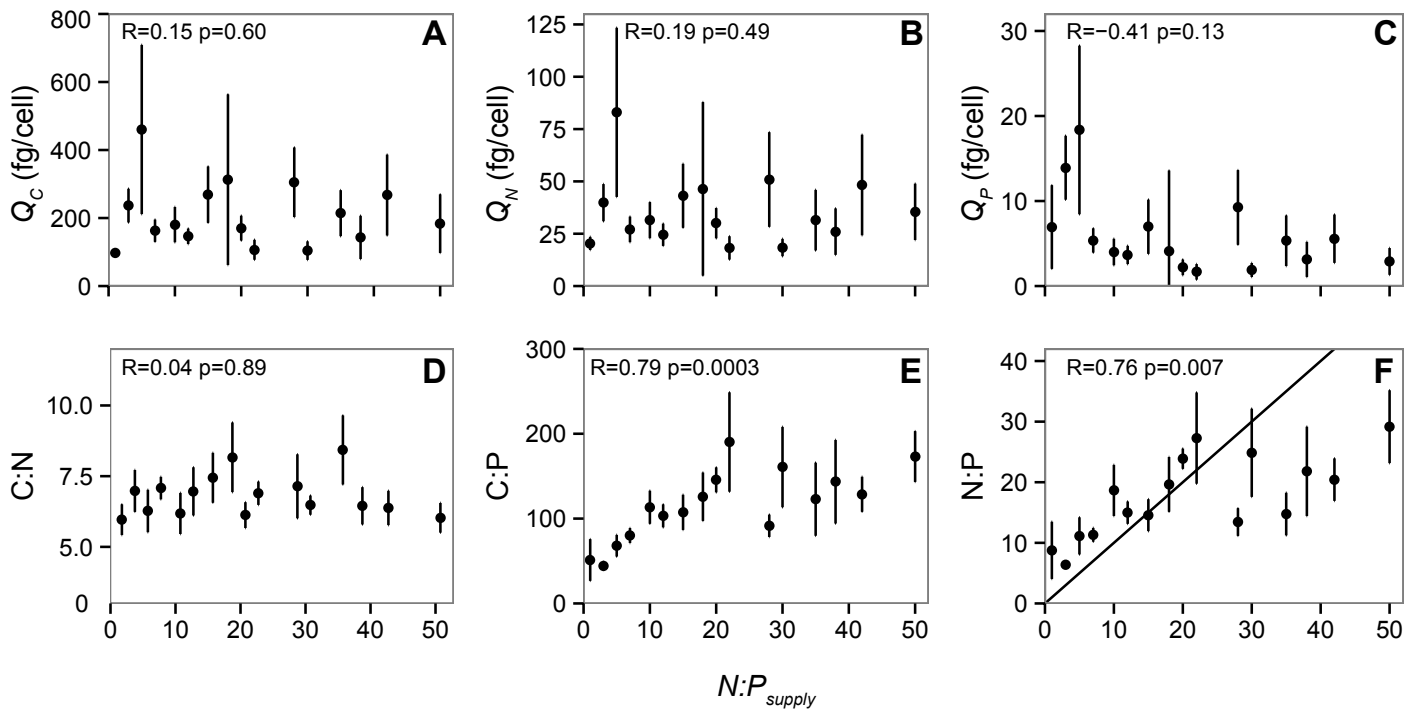 R=0.15 p=0.60 A
Q_C (fg/cell)
800
600
400
200
0
R=0.19 p=0.49 B
Q_N (fg/cell)
125
100
75
50
25
0
R=−0.41 p=0.13 C
Q_P (fg/cell)
30
20
10
0
R=0.04 p=0.89 D
C:N
10.0
7.5
5.0
0
0 10 20 30 40 50
R=0.79 p=0.0003 E
C:P
300
200
100
0
0 10 20 30 40 50
R=0.76 p=0.007 F
N:P
40
30
20
10
0
0 10 20 30 40 50
N:P_supply